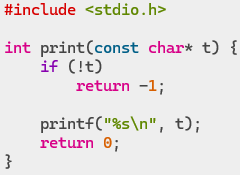 #include <stdio.h>

int print(const char* t) {
    if (!t)
        return -1;

    printf("%s\n", t);
    return 0;
}